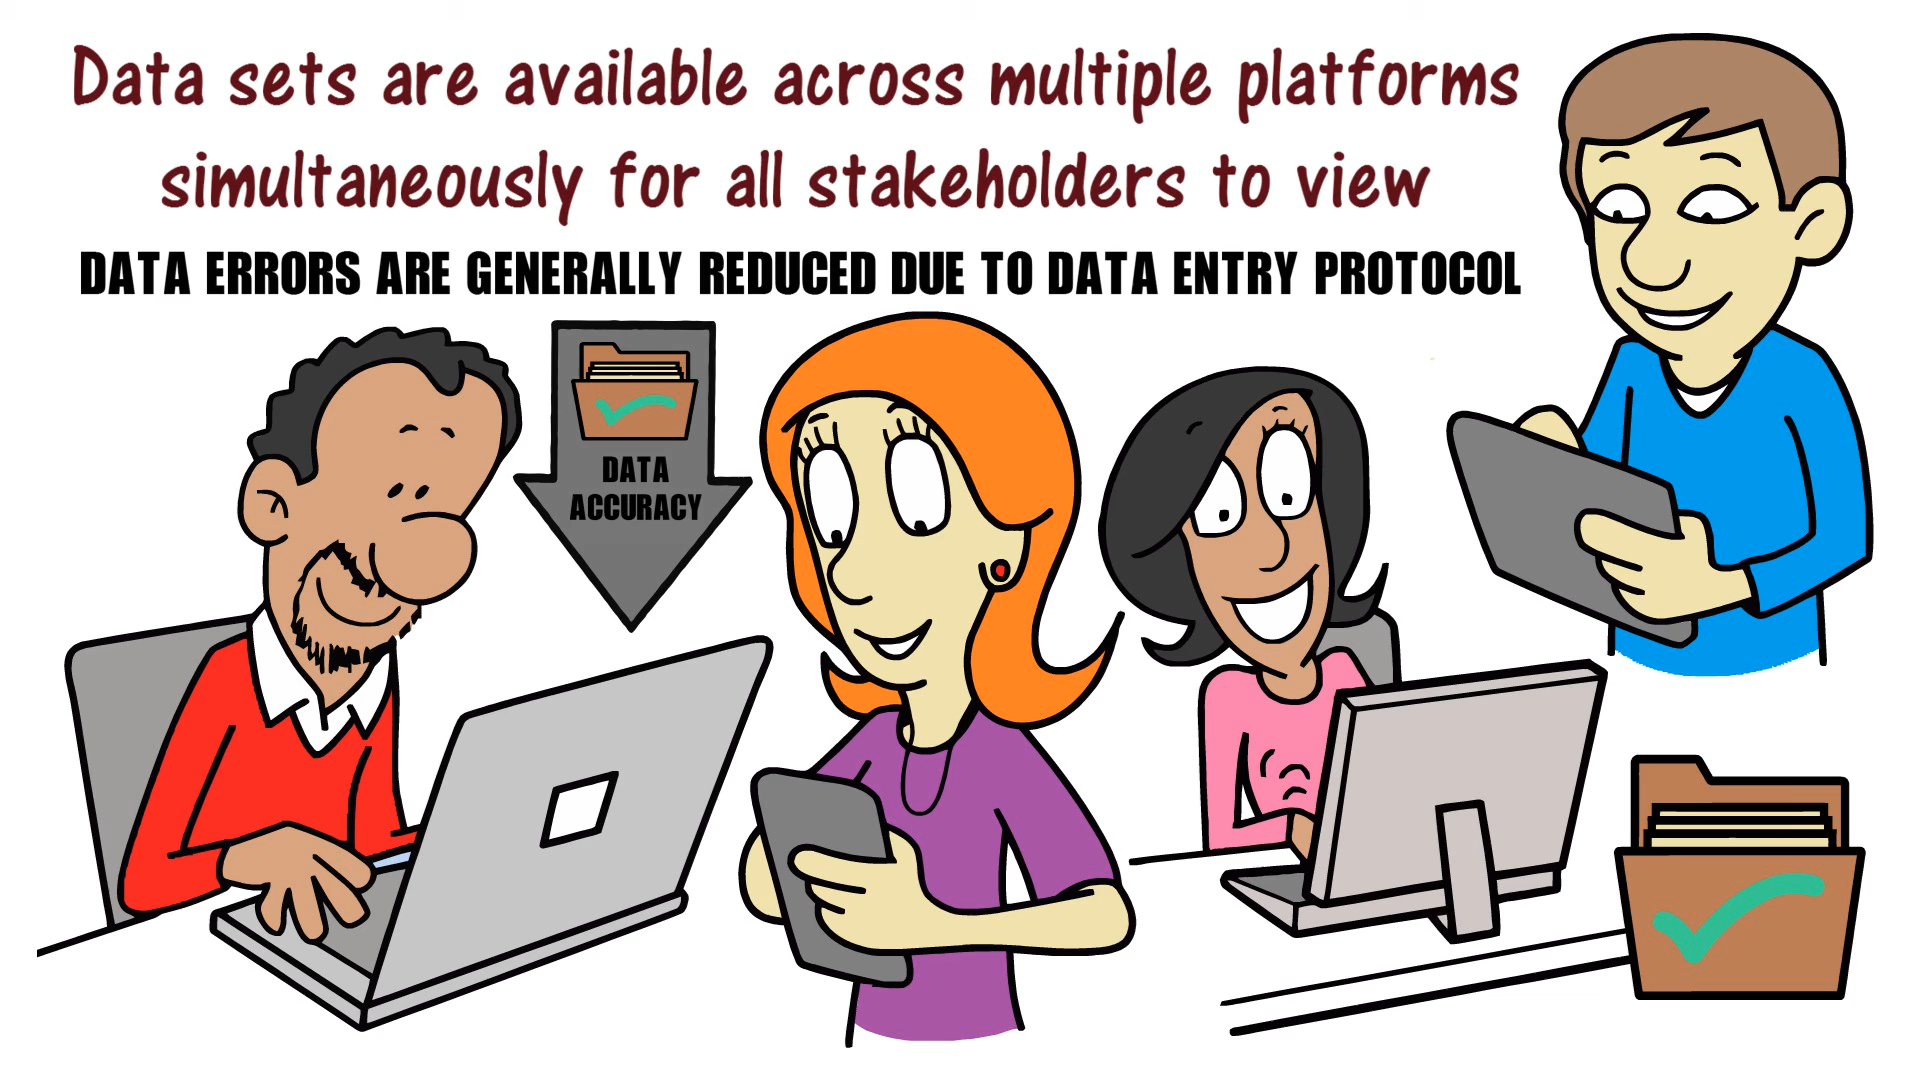 Data sets are available across multiple platforms
simultaneously for all stakeholders to view
DATA ERRORS ARE GENERALLY REDUCED DUE TO DATA ENTRY PROTOCOL
DATA
ACCURACY